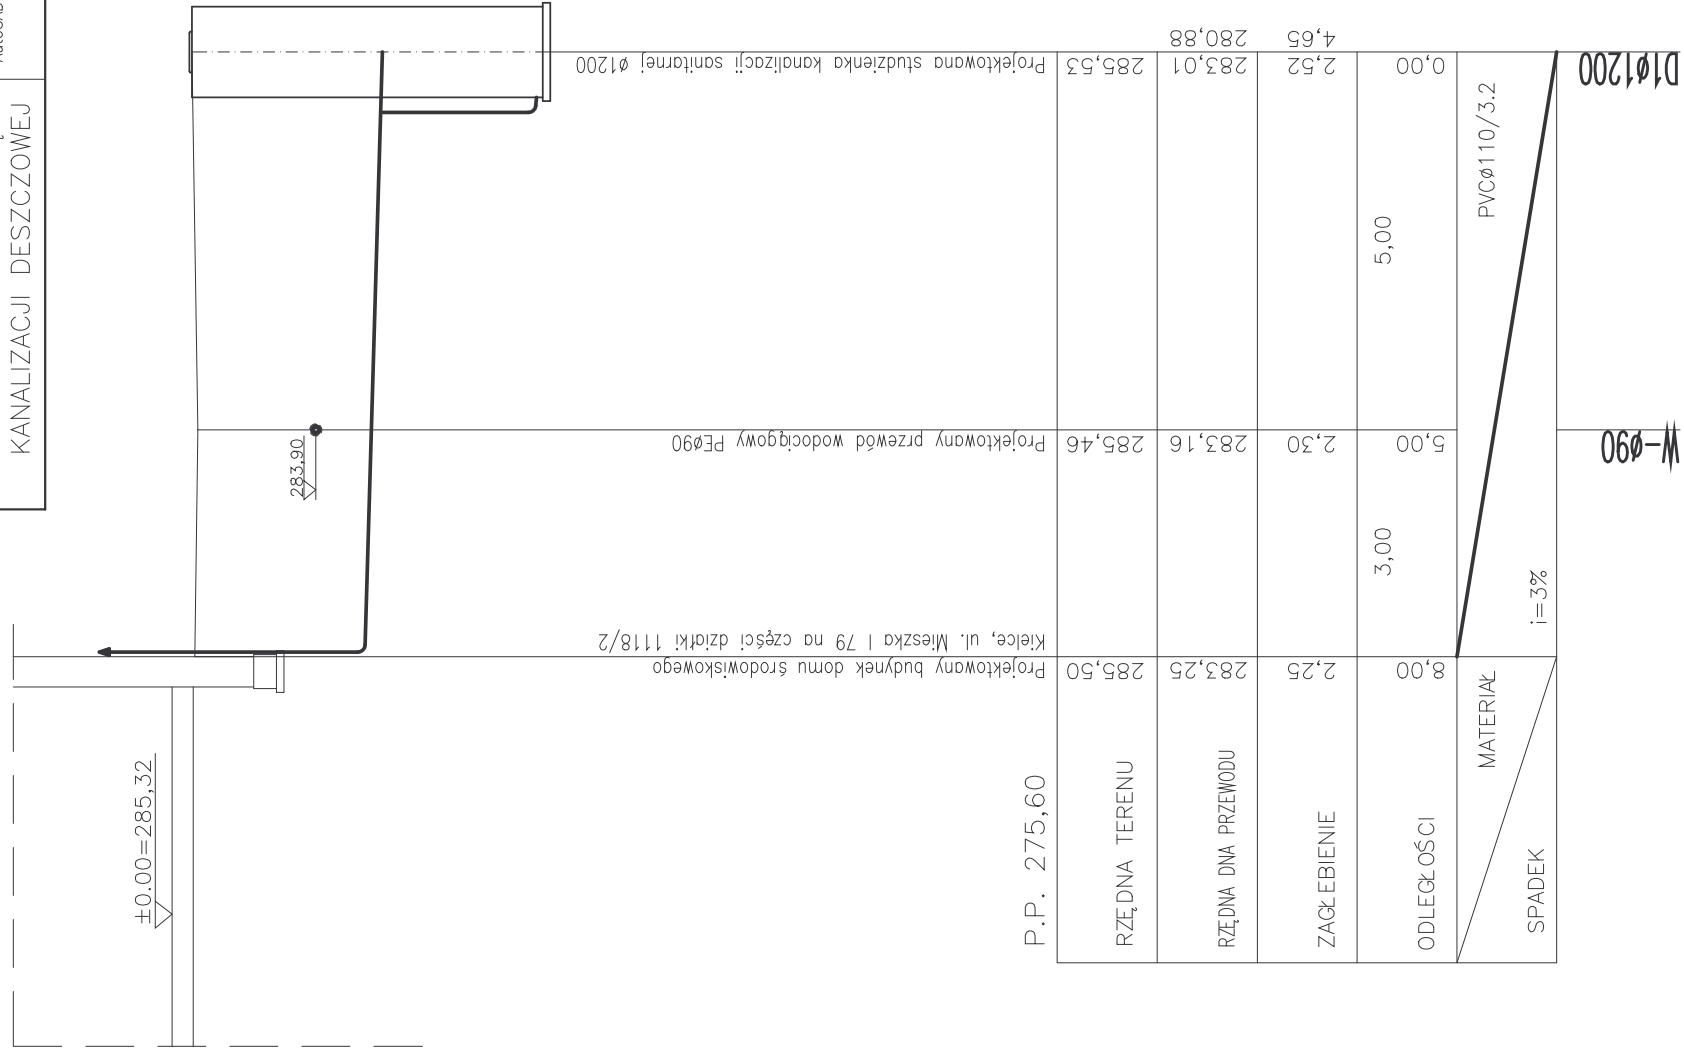 KANALIZACJI DESZCZOWEJ
±0.00=285,32
283,90
Projektowany budynek domu środowiskowego
Kielce, ul. Mieszka I 79 na części działki 1118/2
Projektowany przewód wodociągowy PEø90
Projektowana studzienka kanalizacji sanitarnej ø1200
P.P. 275,60
RZĘDNA TERENU
285,50
285,46
285,53
RZĘDNA DNA PRZEWODU
283,25
283,16
283,01
280,88
ZAGŁEBIENIE
2,25
2,30
2,52
4,65
ODLEGŁOŚCI
8,00
3,00
5,00
5,00
0,00
MATERIAŁ
PVCø110/3.2
SPADEK
i=3%
W-ø90
D1ø1200